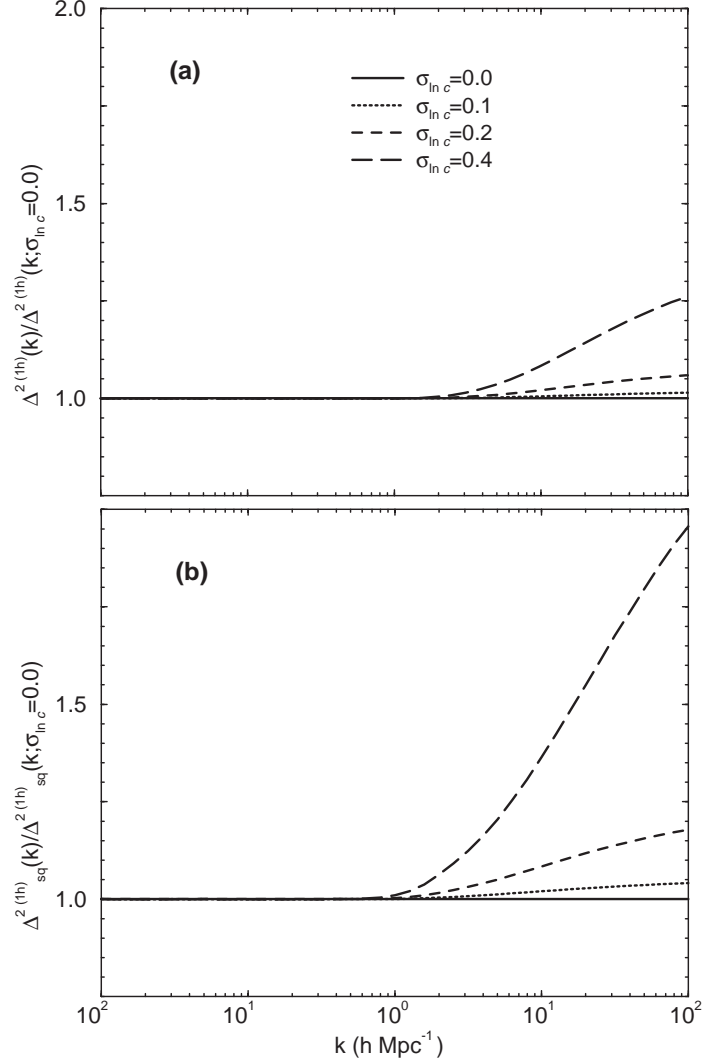 2.0
(a)
σln c=0.0
σln c=0.1
σln c=0.2
σln c=0.4
1.5
1.0
Δ2 (1h)(k)/Δ2 (1h)(k;σln c=0.0)
(b)
1.5
1.0
Δ2 (1h)sq(k)/Δ2 (1h)sq(k;σln c=0.0)
102 101 100 101 102
k (h Mpc-1)